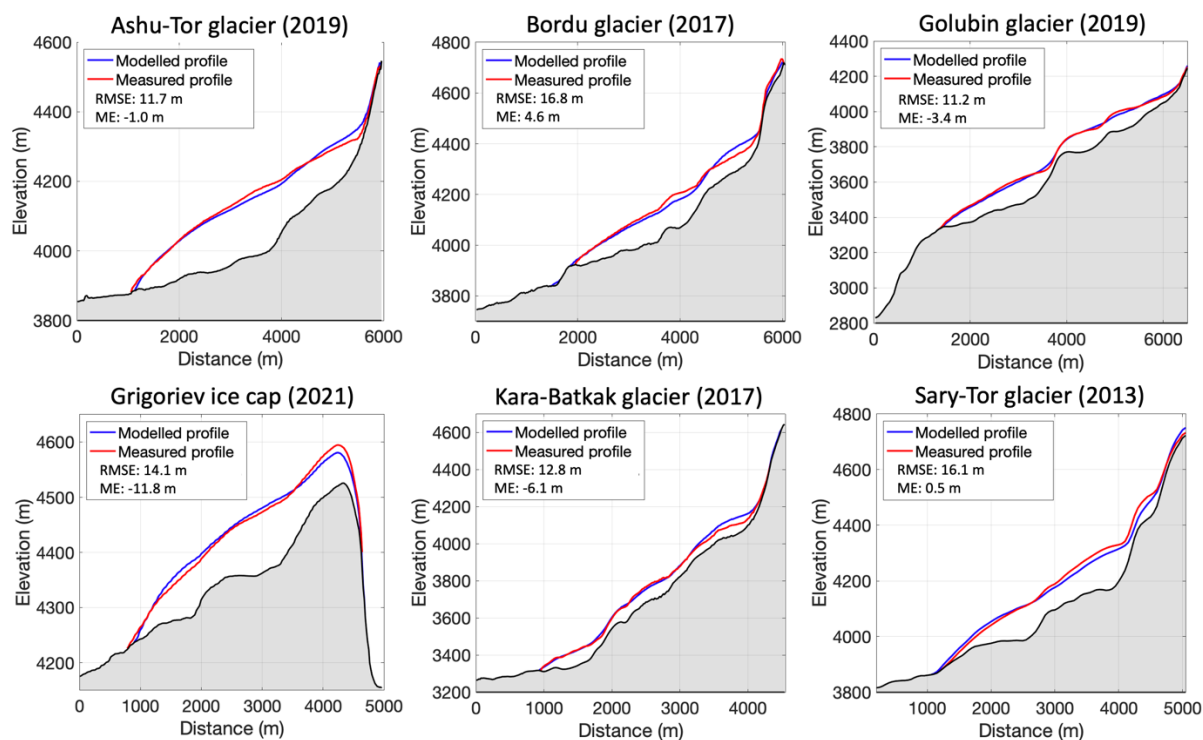 Ashu-Tor glacier (2019)
Modelled profile
Measured profile
RMSE: 11.7 m
ME: -1.0 m
Elevation (m)
4600
4400
4200
4000
3800
0
2000
4000
6000
Distance (m)
Bordu glacier (2017)
Modelled profile
Measured profile
RMSE: 16.8 m
ME: 4.6 m
Elevation (m)
4800
4600
4400
4200
4000
3800
0
2000
4000
6000
Distance (m)
Golubin glacier (2019)
Modelled profile
Measured profile
RMSE: 11.2 m
ME: -3.4 m
Elevation (m)
4400
4200
4000
3800
3600
3400
3200
3000
2800
0
2000
4000
6000
Distance (m)
Grigoriev ice cap (2021)
Modelled profile
Measured profile
RMSE: 14.1 m
ME: -11.8 m
Elevation (m)
4600
4500
4400
4300
4200
0
1000
2000
3000
4000
5000
Distance (m)
Kara-Batkak glacier (2017)
Modelled profile
Measured profile
RMSE: 12.8 m
ME: -6.1 m
Elevation (m)
4600
4400
4200
4000
3800
3600
3400
3200
0
1000
2000
3000
4000
Distance (m)
Sary-Tor glacier (2013)
Modelled profile
Measured profile
RMSE: 16.1 m
ME: 0.5 m
Elevation (m)
4800
4600
4400
4200
4000
3800
1000
2000
3000
4000
5000
Distance (m)